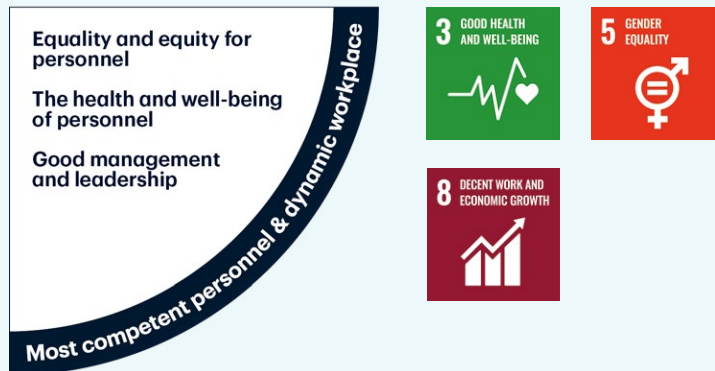 Equality and equity for
personnel
The health and well-being
of personnel
Good management
and leadership
Most competent personnel & dynamic workplace
3 GOOD HEALTH
AND WELL-BEING
5 GENDER
EQUALITY
8 DECENT WORK AND
ECONOMIC GROWTH